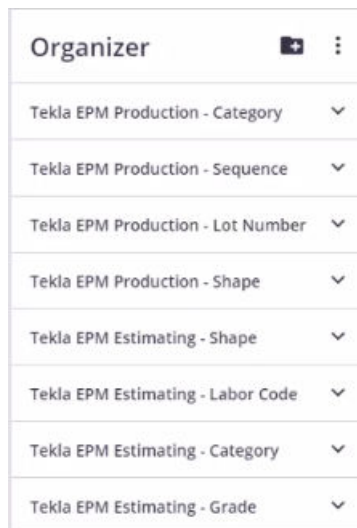 Organizer
Tekla EPM Production - Category
Tekla EPM Production - Sequence
Tekla EPM Production - Lot Number
Tekla EPM Production - Shape
Tekla EPM Estimating - Shape
Tekla EPM Estimating - Labor Code
Tekla EPM Estimating - Category
Tekla EPM Estimating - Grade